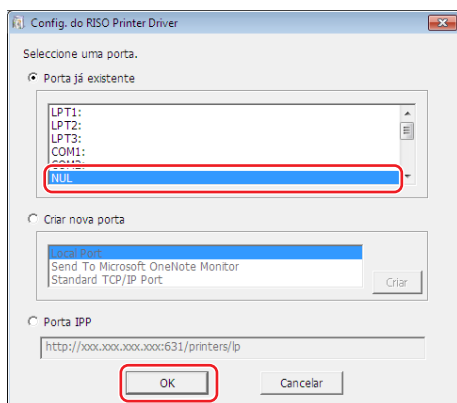 Config. do RISO Printer Driver
Seleccione uma porta.
Porta já existente
LPT1:
LPT2:
LPT3:
COM1:
COM2:
NUL
Criar nova porta
Local Port
Send To Microsoft OneNote Monitor
Standard TCP/IP Port
Criar
Porta IPP
http://xxx.xxx.xxx.xxx:631/printers/lp
OK
Cancelar